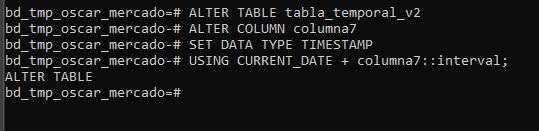 bd_tmp_oscar_mercado=# ALTER TABLE tabla_temporal_v2
bd_tmp_oscar_mercado-# ALTER COLUMN columna7
bd_tmp_oscar_mercado-# SET DATA TYPE TIMESTAMP
bd_tmp_oscar_mercado-# USING CURRENT_DATE + columna7::interval;
ALTER TABLE
bd_tmp_oscar_mercado=#